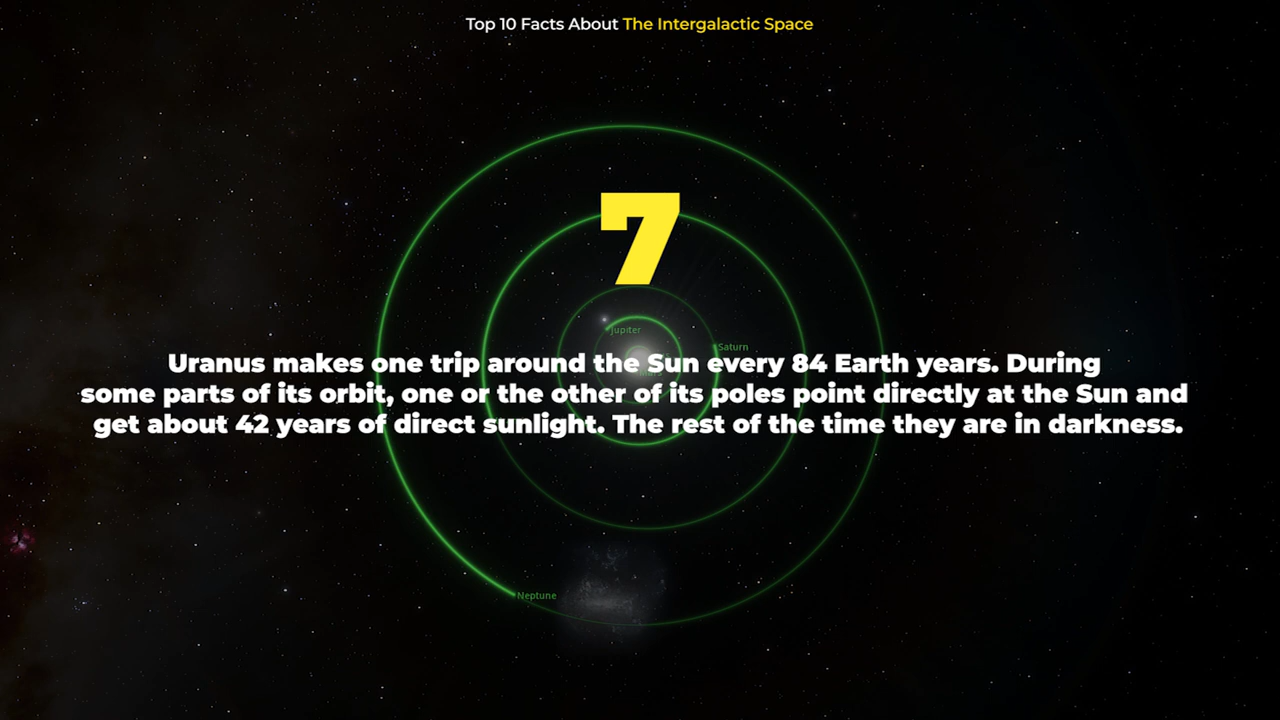 Top 10 Facts About The Intergalactic Space
7
Jupiter
Saturn
Uranus makes one trip around the Sun every 84 Earth years. During
some parts of its orbit, one or the other of its poles point directly at the Sun and
get about 42 years of direct sunlight. The rest of the time they are in darkness.
Neptune